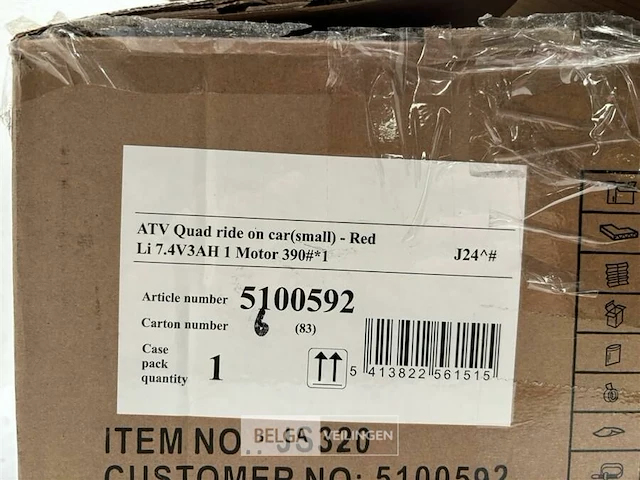 ATV Quad ride on car(small) - Red
Li 7.4V3AH 1 Motor 390#*1 J24^#
Article number 5100592
Carton number 6 (83)
Case pack quantity 1
5 413822 561515
ITEM NO.: JS320
BELGA VEILINGEN
CUSTOMER NO: 5100592